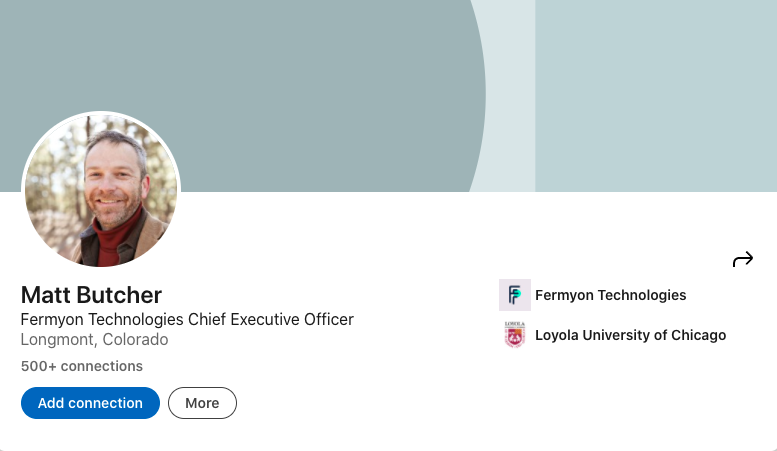 Matt Butcher
Fermyon Technologies Chief Executive Officer
Longmont, Colorado
500+ connections
Add connection
More
Fermyon Technologies
LOYOLA
Loyola University of Chicago